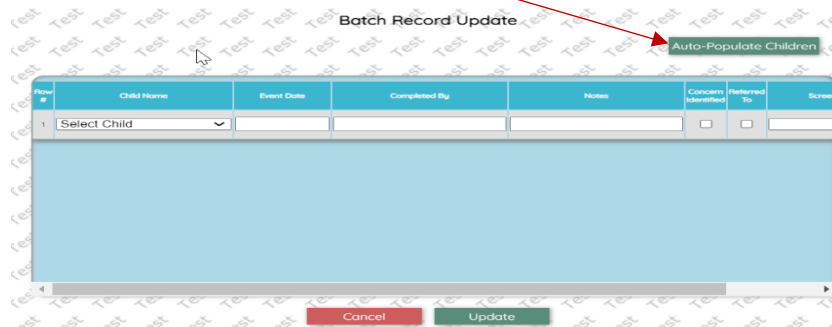 Batch Record Update
Auto-Populate Children
Row # Child Name Event Date Completed By Notes Concern Identified Referred To Scree
1 Select Child
Cancel Update